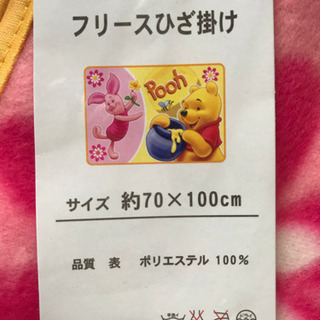 フリースひざ掛け
Pooh
サイズ 約70×100cm
品質 表 ポリエステル 100%